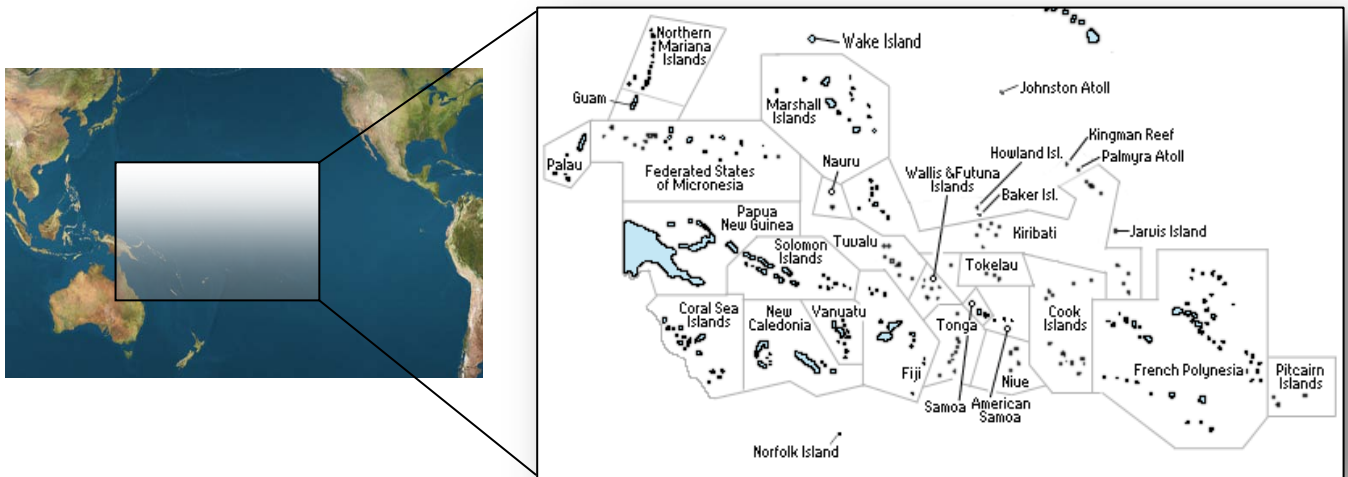 Northern
Mariana
Islands
Wake Island
Guam
Marshall
Islands
Johnston Atoll
Kingman Reef
Howland Isl.
Palmyra Atoll
Palau
Nauru
Federated States
of Micronesia
Wallis &Futuna
Islands
Baker Isl.
Papua
New Guinea
Tuvalu
Kiribati
Jarvis Island
Solomon
Islands
Tokelau
Coral Sea
Islands
New
Caledonia
Vanuatu
Tonga
Cook
Islands
Fiji
Niue
French Polynesia
Pitcairn
Islands
Samoa
American
Samoa
Norfolk Island